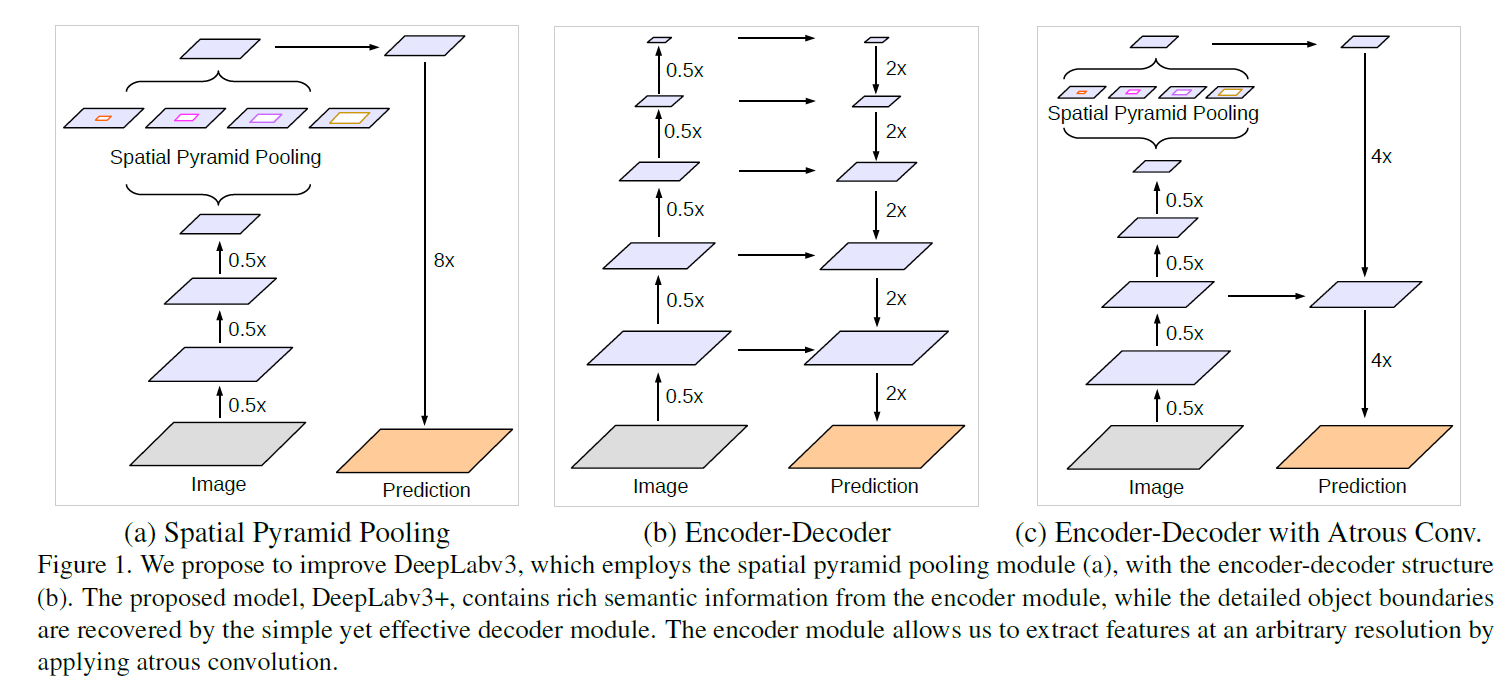 Spatial Pyramid Pooling
0.5x
0.5x
0.5x
8x
Image
Prediction
0.5x
0.5x
0.5x
0.5x
0.5x
2x
2x
2x
2x
2x
Image
Prediction
Spatial Pyramid Pooling
0.5x
0.5x
0.5x
0.5x
4x
4x
Image
Prediction
(a) Spatial Pyramid Pooling
(b) Encoder-Decoder
(c) Encoder-Decoder with Atrous Conv.
Figure 1. We propose to improve DeepLabv3, which employs the spatial pyramid pooling module (a), with the encoder-decoder structure
(b). The proposed model, DeepLabv3+, contains rich semantic information from the encoder module, while the detailed object boundaries
are recovered by the simple yet effective decoder module. The encoder module allows us to extract features at an arbitrary resolution by
applying atrous convolution.